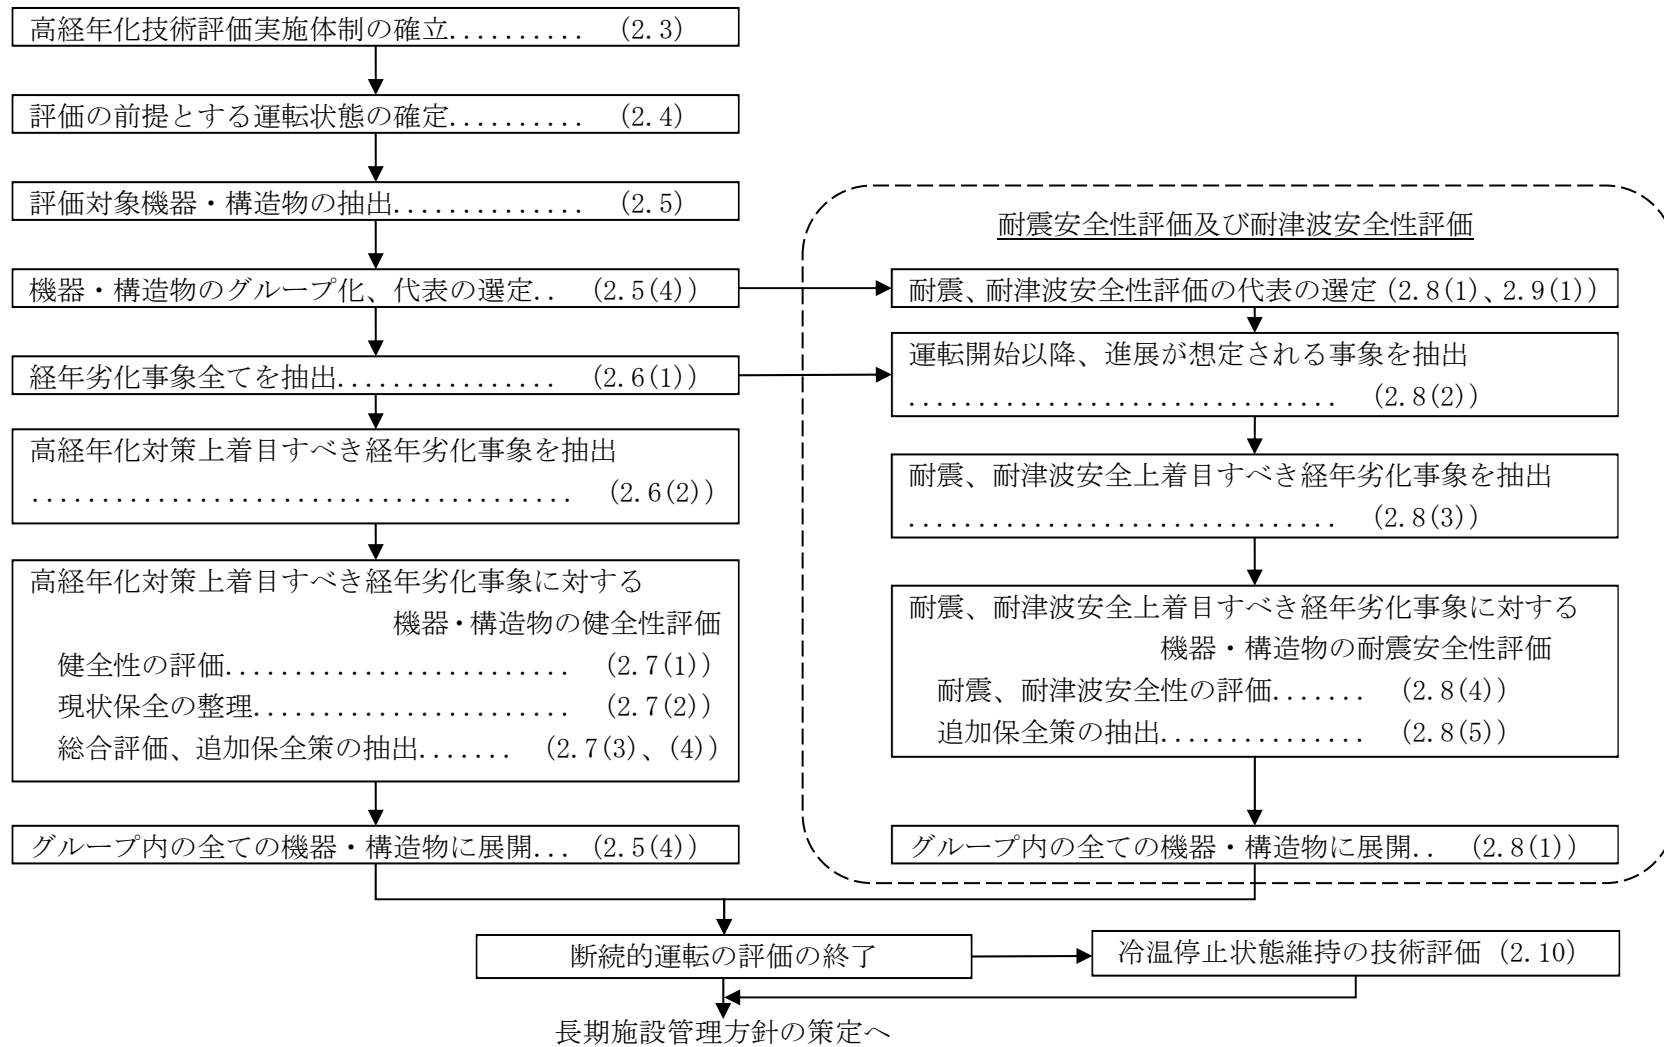 高経年化技術評価実施体制の確立.......... (2.3)
評価の前提とする運転状態の確定.......... (2.4)
評価対象機器・構造物の抽出.............. (2.5)
機器・構造物のグループ化、代表の選定.. (2.5(4))
経年劣化事象全てを抽出................ (2.6(1))
高経年化対策上着目すべき経年劣化事象を抽出
....................................... (2.6(2))
高経年化対策上着目すべき経年劣化事象に対する
機器・構造物の健全性評価
健全性の評価......................... (2.7(1))
現状保全の整理....................... (2.7(2))
総合評価、追加保全策の抽出....... (2.7(3)、(4))
グループ内の全ての機器・構造物に展開... (2.5(4))
耐震安全性評価及び耐津波安全性評価
耐震、耐津波安全性評価の代表の選定 (2.8(1)、2.9(1))
運転開始以降、進展が想定される事象を抽出
............................... (2.8(2))
耐震、耐津波安全上着目すべき経年劣化事象を抽出
............................... (2.8(3))
耐震、耐津波安全上着目すべき経年劣化事象に対する
機器・構造物の耐震安全性評価
耐震、耐津波安全性の評価....... (2.8(4))
追加保全策の抽出............... (2.8(5))
グループ内の全ての機器・構造物に展開.. (2.8(1))
断続的運転の評価の終了
冷温停止状態維持の技術評価 (2.10)
長期施設管理方針の策定へ